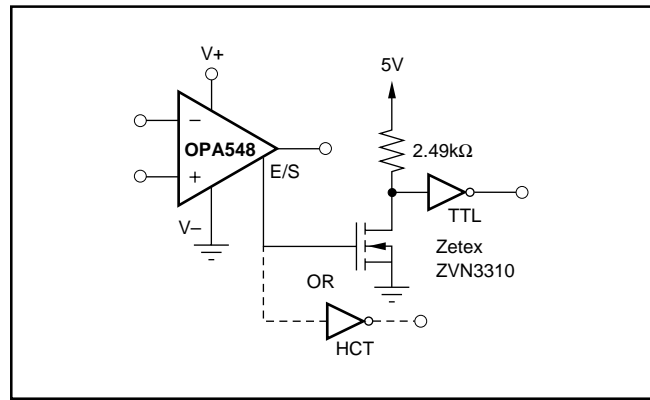 V+
5V
–
OPA548
2.49kΩ
+
E/S
TTL
V–
Zetex
ZVN3310
OR
HCT